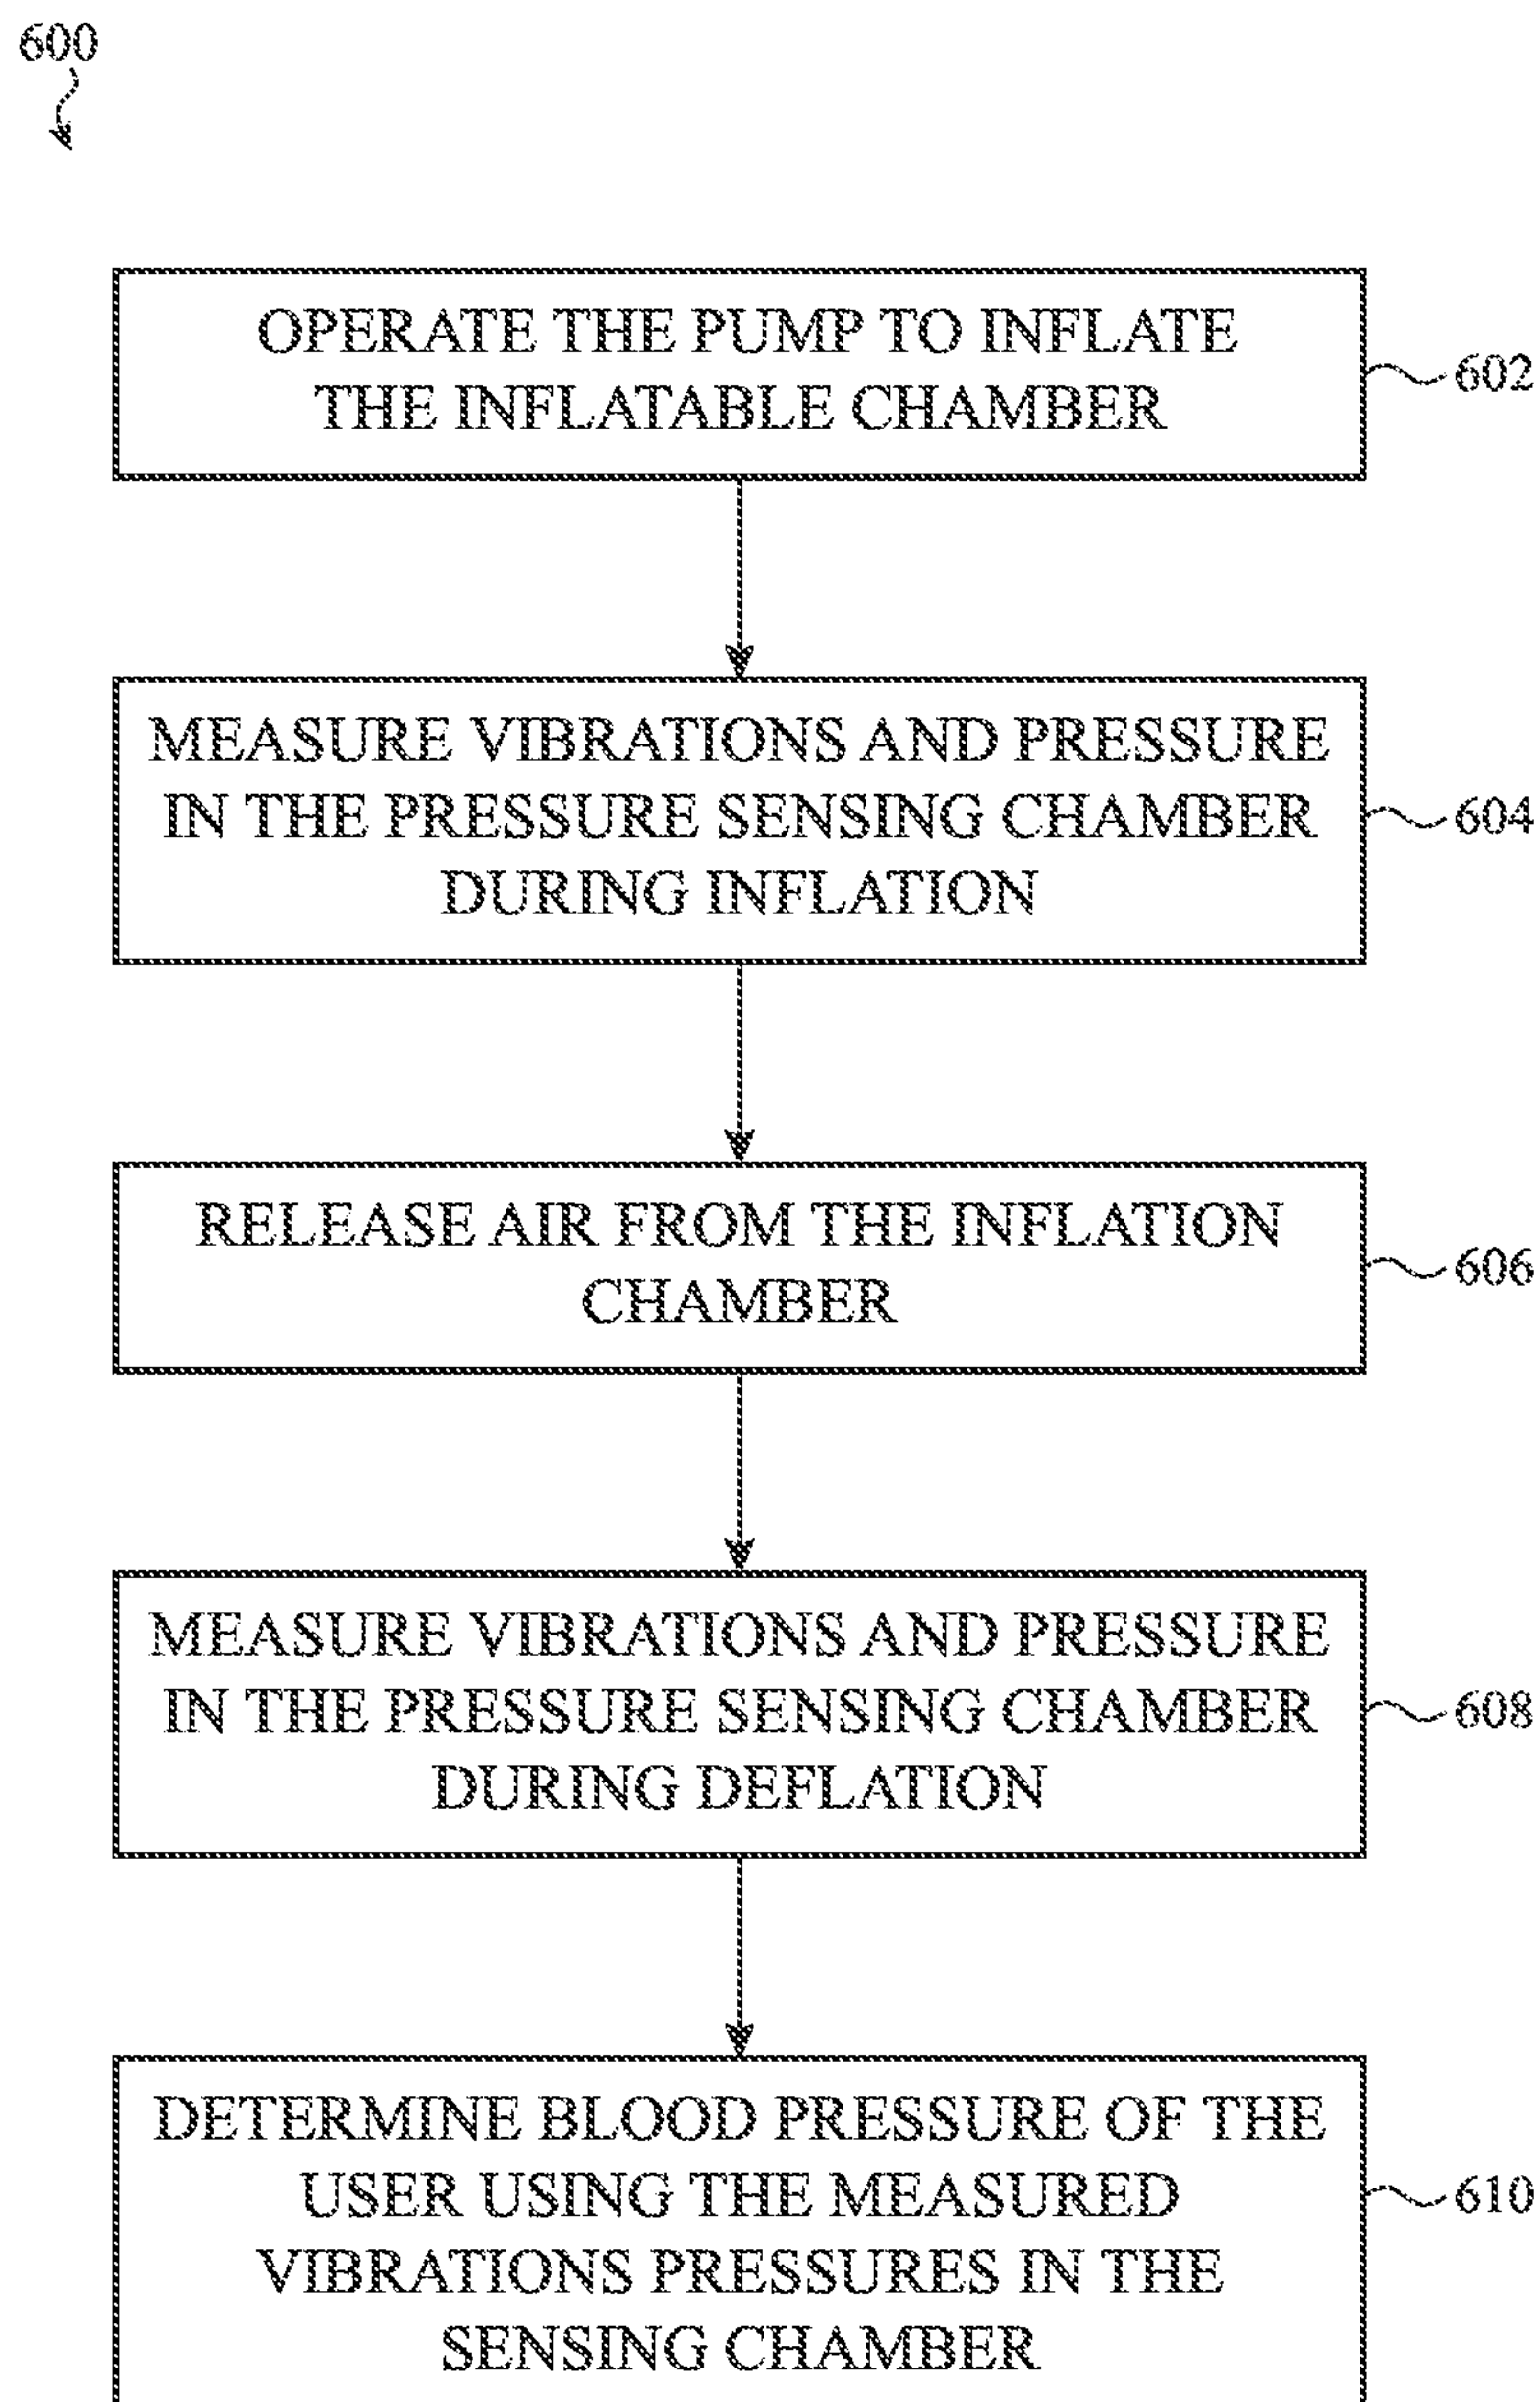 600
OPERATE THE PUMP TO INFLATE
THE INFLATABLE CHAMBER
602
MEASURE VIBRATIONS AND PRESSURE
IN THE PRESSURE SENSING CHAMBER
DURING INFLATION
604
RELEASE AIR FROM THE INFLATION
CHAMBER
606
MEASURE VIBRATIONS AND PRESSURE
IN THE PRESSURE SENSING CHAMBER
DURING DEFLATION
608
DETERMINE BLOOD PRESSURE OF THE
USER USING THE MEASURED
VIBRATIONS PRESSURES IN THE
SENSING CHAMBER
610